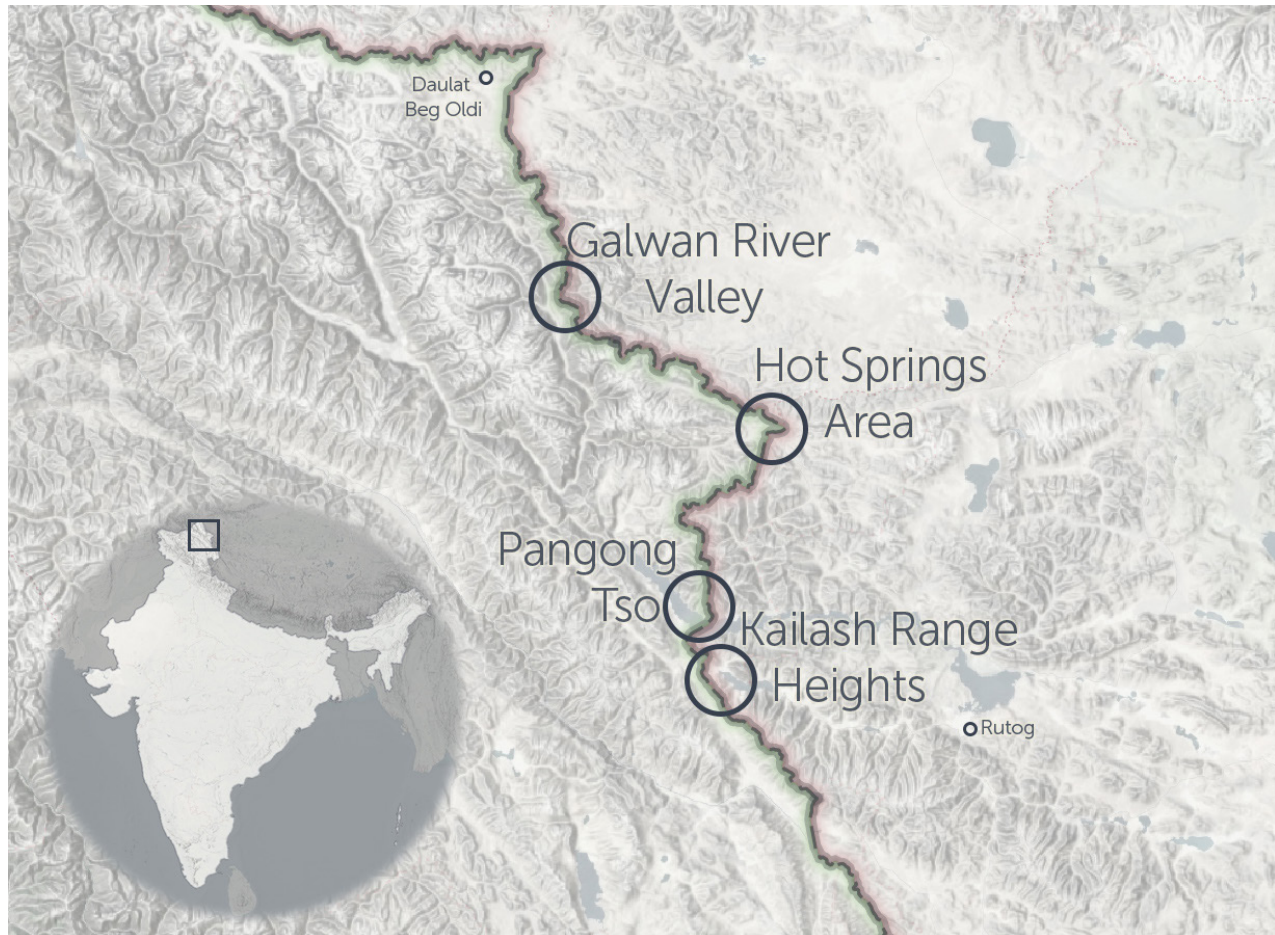 Daulat
Beg Oldi
Galwan River
Valley
Hot Springs
Area
Pangong
Tso
Kailash Range
Heights
Rutog